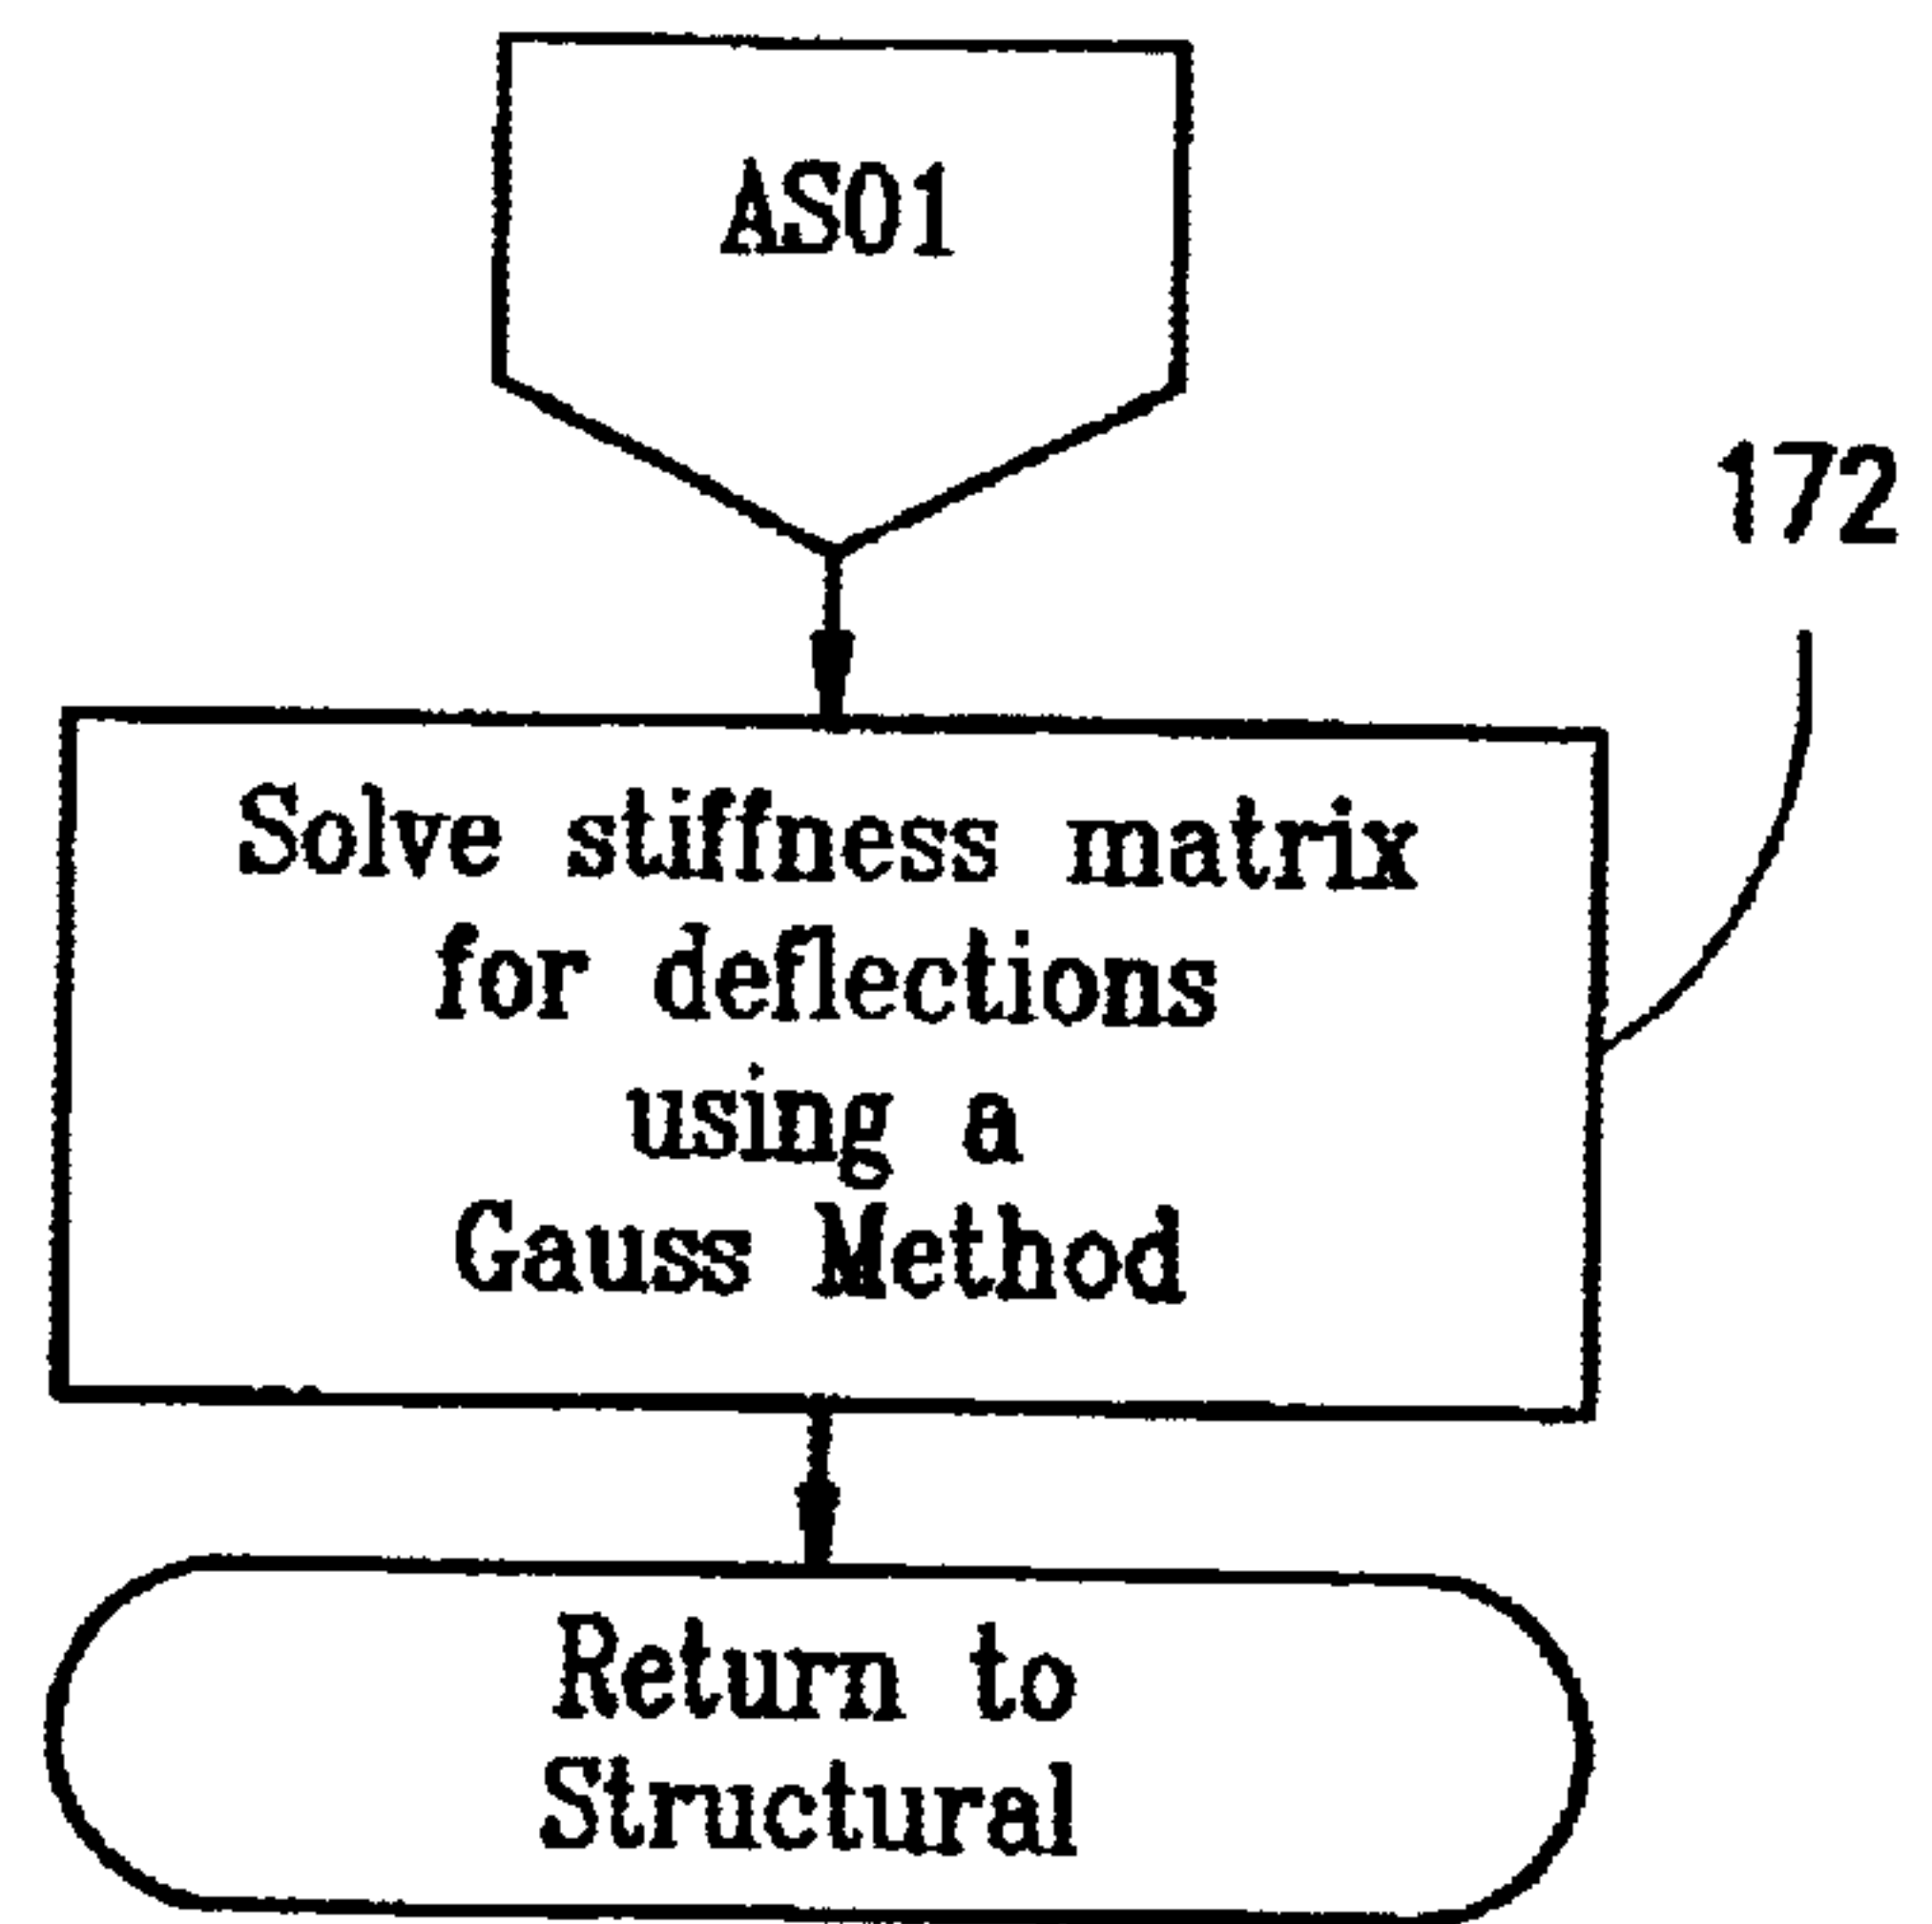 AS01
172
Solve stiffness matrix
for deflections
using a
Gauss Method
Return to
Structural